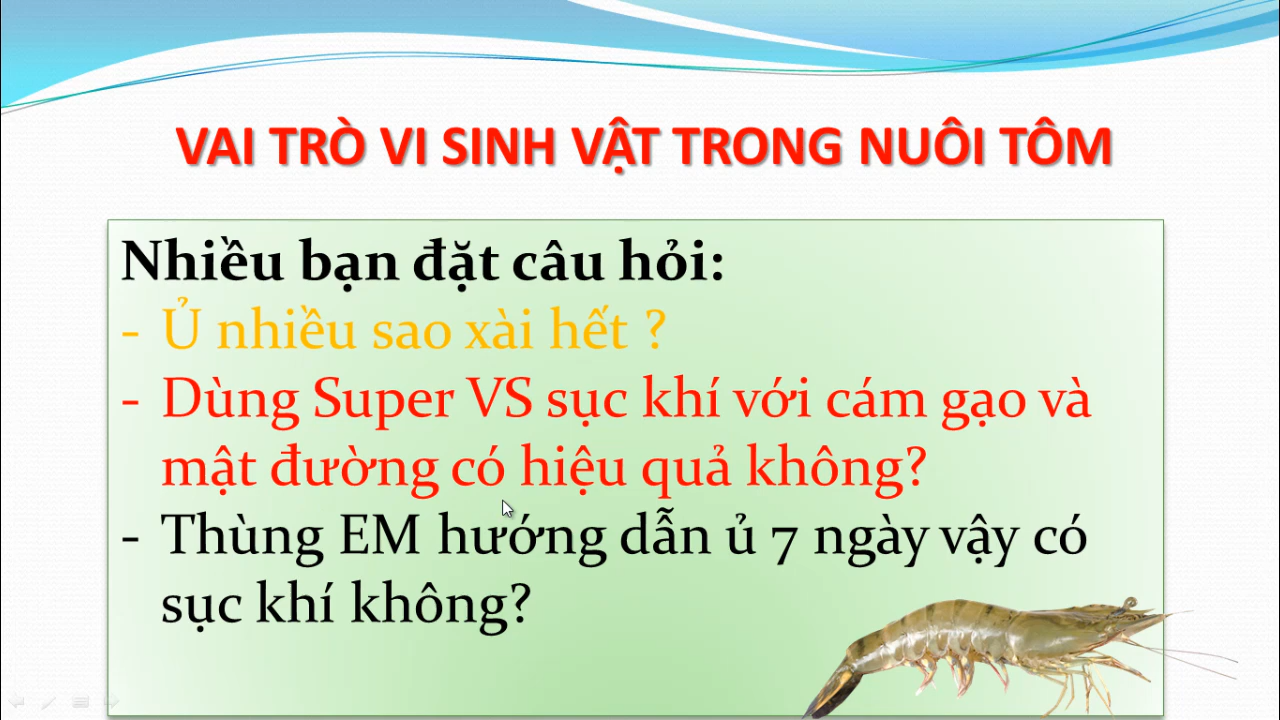 VAI TRÒ VI SINH VẬT TRONG NUÔI TÔM
Nhiều bạn đặt câu hỏi:
- Ủ nhiều sao xài hết ?
- Dùng Super VS sục khí với cám gạo và
mật đường có hiệu quả không?
- Thùng EM hướng dẫn ủ 7 ngày vậy có
sục khí không?